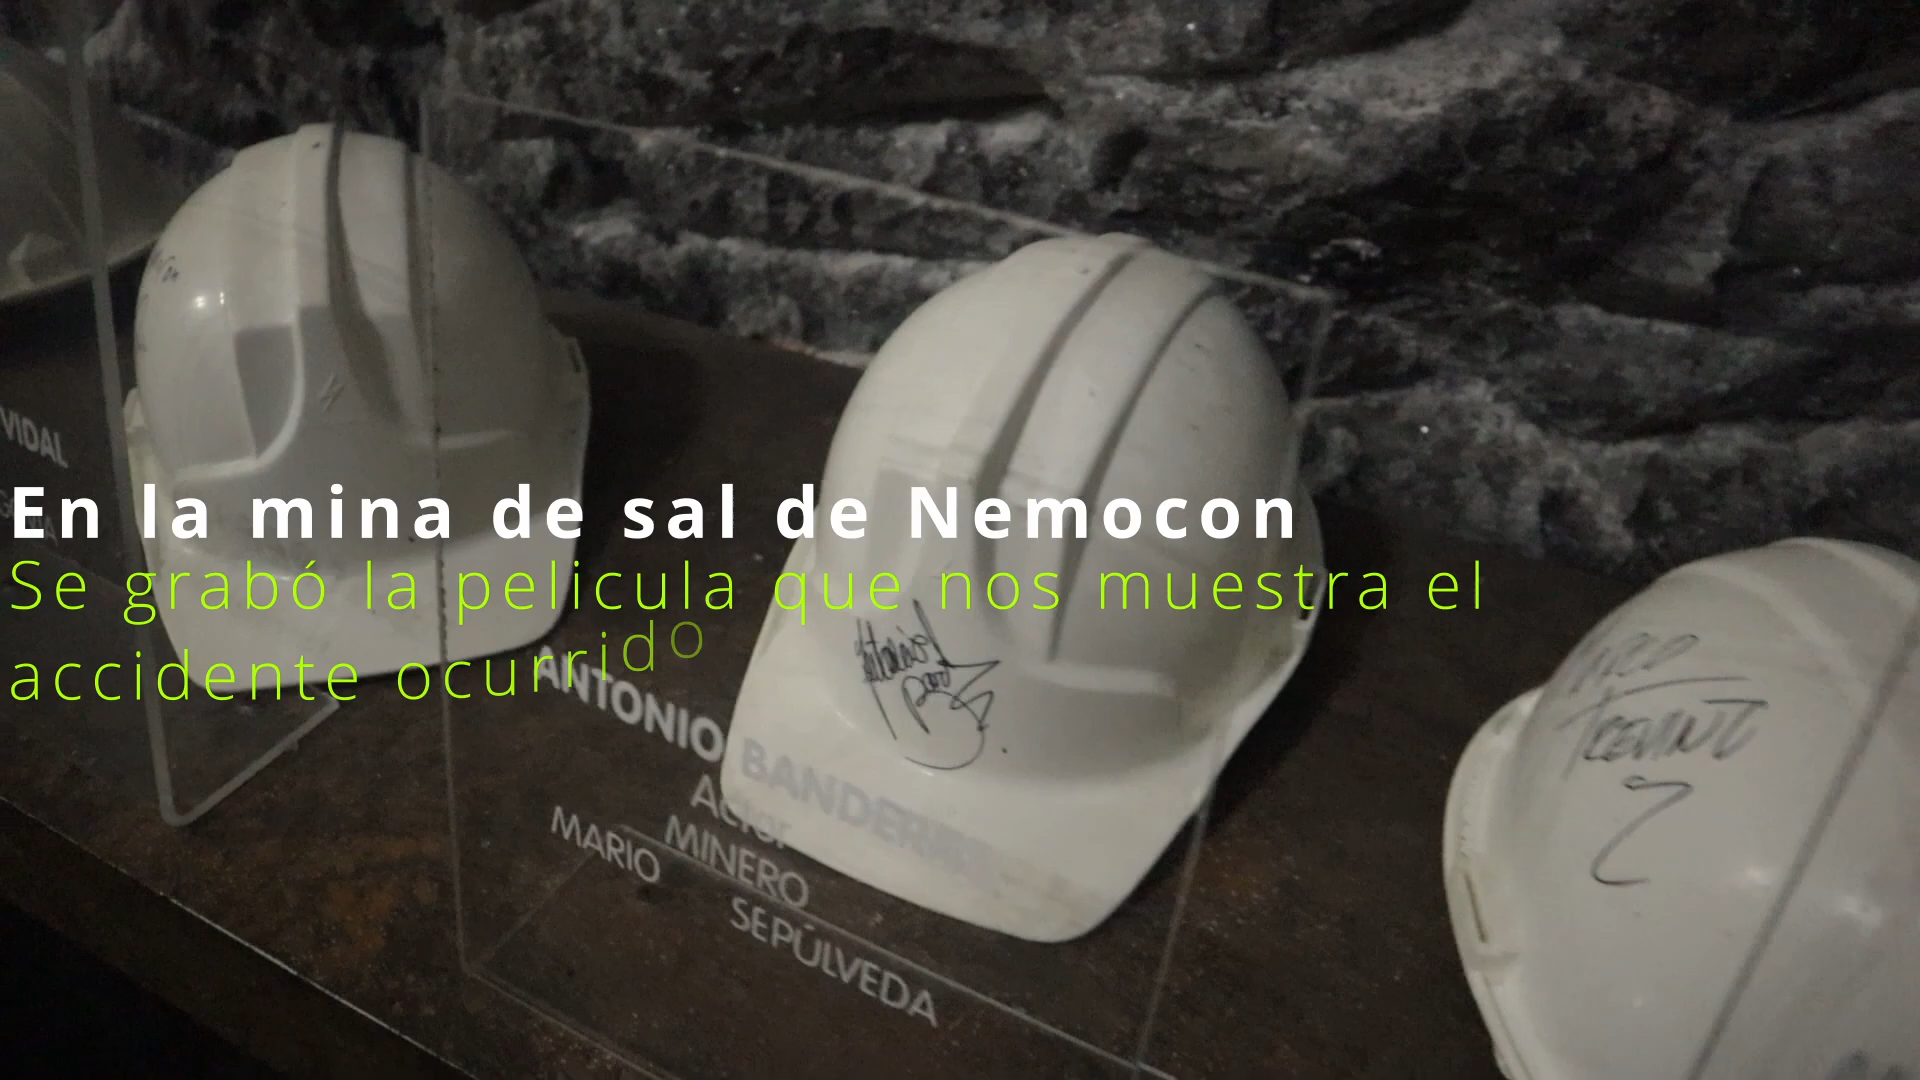 VIDAL
En la mina de sal de Nemocon
Se grabó la pelicula que nos muestra el
accidente ocurrido
ANTONIO BANDERAS
Actor
MINERO
MARIO
SEPÚLVEDA